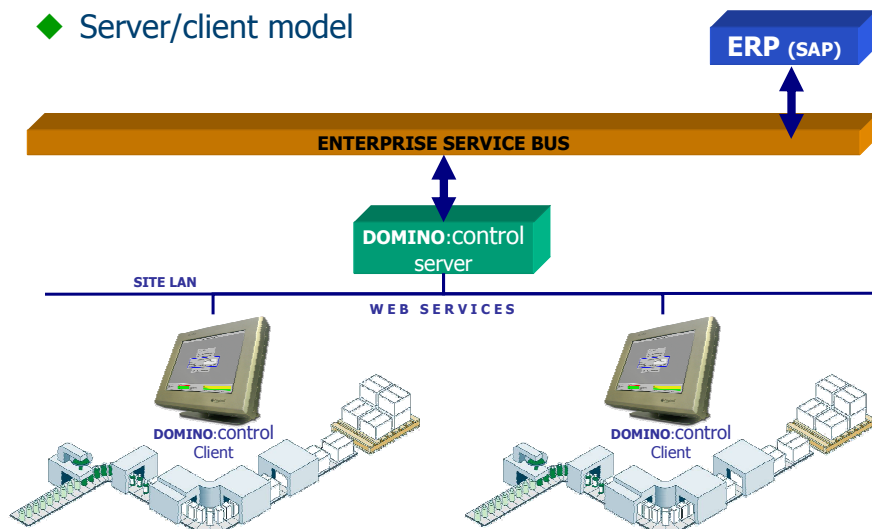 Server/client model
ERP (SAP)
ENTERPRISE SERVICE BUS
DOMINO:control
server
SITE LAN
WEB SERVICES
DOMINO:control
Client
DOMINO:control
Client